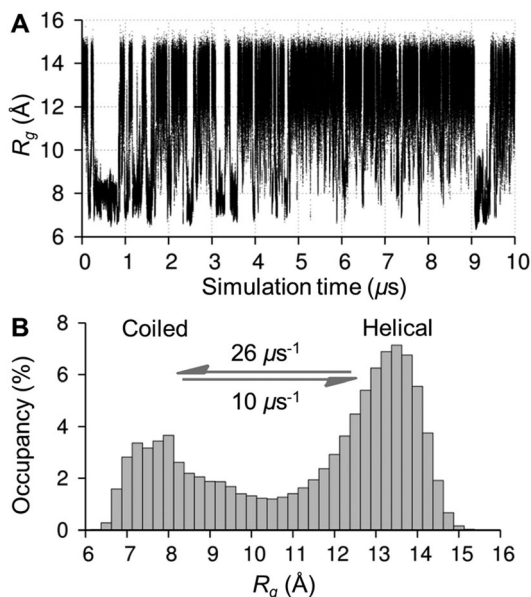 A
16
14
12
10
8
6
Rg (Å)
0 1 2 3 4 5 6 7 8 9 10
Simulation time (µs)
B
8
6
4
2
0
Occupancy (%)
Coiled
Helical
26 µs-1
10 µs-1
6 7 8 9 10 11 12 13 14 15 16
Rg (Å)